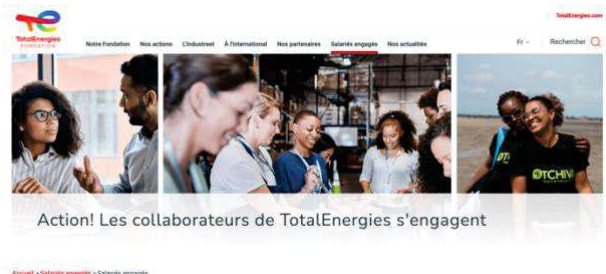 TotalEnergies.com
TotalEnergies
FONDATION
Notre Fondation Nos actions L'Industreet À l'international Nos partenaires Salariés engagés Nos actualités Fr Rechercher
OTCHIVA
Action! Les collaborateurs de TotalEnergies s'engagent
Accueil > Salariés engagés > Salariés engagés